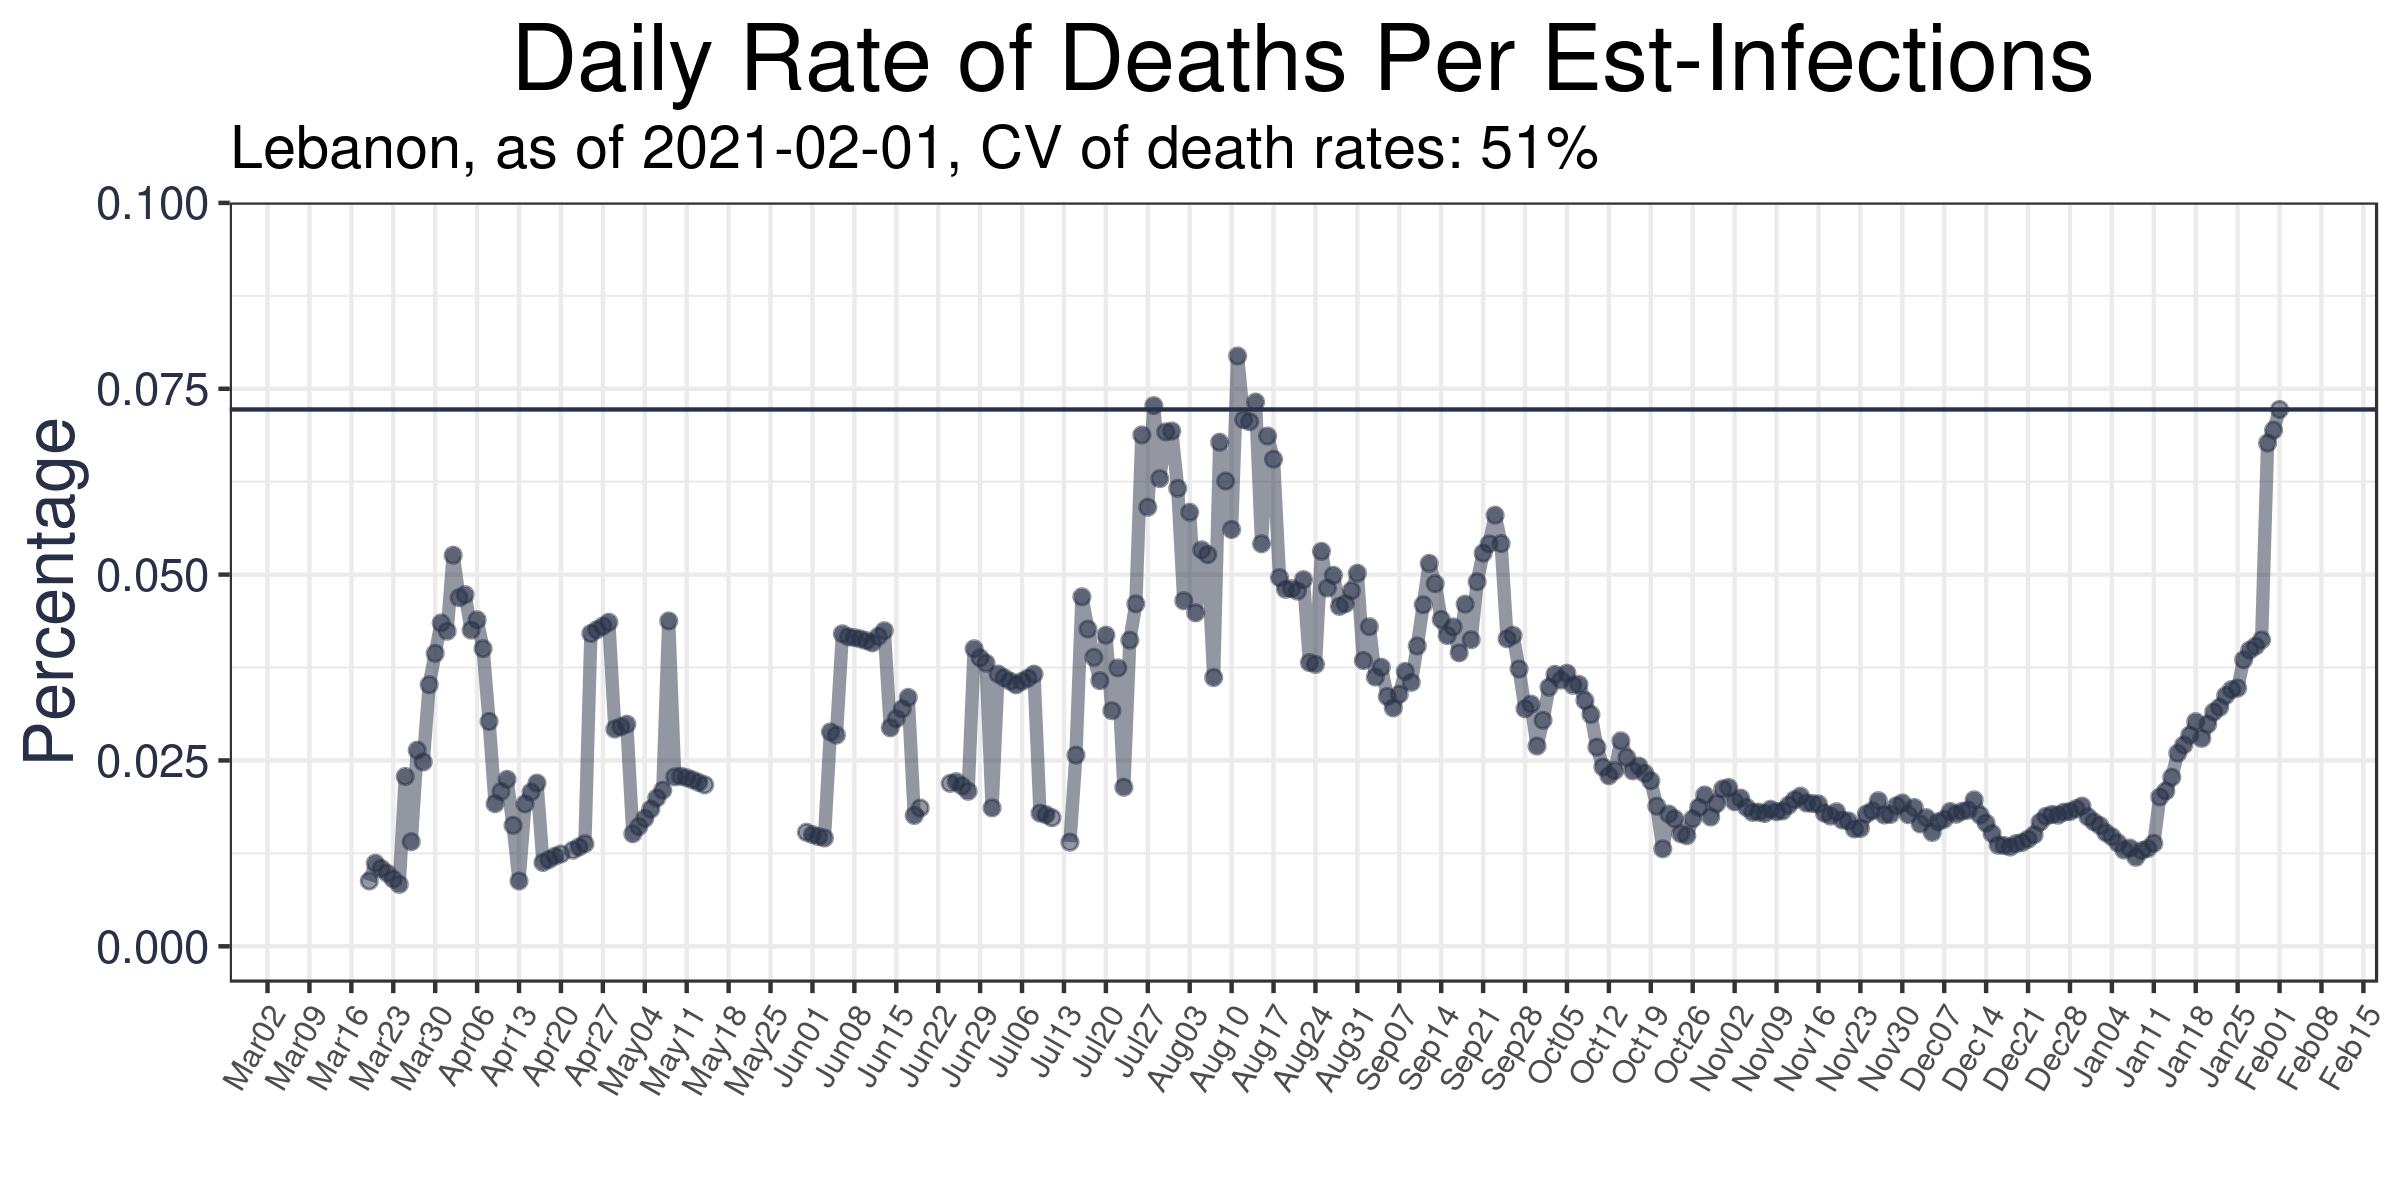 Daily Rate of Deaths Per Est-Infections
Lebanon, as of 2021-02-01, CV of death rates: 51%
Percentage
0.100
0.075
0.050
0.025
0.000
Mar02
Mar09
Mar16
Mar23
Mar30
Apr06
Apr13
Apr20
Apr27
May04
May11
May18
May25
Jun01
Jun08
Jun15
Jun22
Jun29
Jul06
Jul13
Jul20
Jul27
Aug03
Aug10
Aug17
Aug24
Aug31
Sep07
Sep14
Sep21
Sep28
Oct05
Oct12
Oct19
Oct26
Nov02
Nov09
Nov16
Nov23
Nov30
Dec07
Dec14
Dec21
Dec28
Jan04
Jan11
Jan18
Jan25
Feb01
Feb08
Feb15